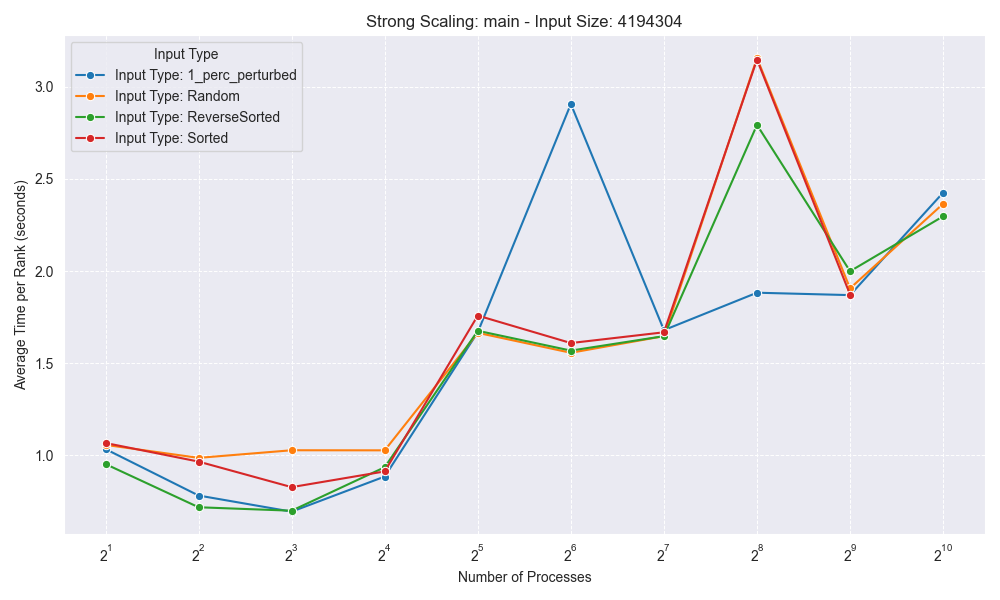 Strong Scaling: main - Input Size: 4194304
Input Type
Input Type: 1_perc_perturbed
Input Type: Random
Input Type: ReverseSorted
Input Type: Sorted
Average Time per Rank (seconds)
3.0
2.5
2.0
1.5
1.0
2^1 2^2 2^3 2^4 2^5 2^6 2^7 2^8 2^9 2^10
Number of Processes